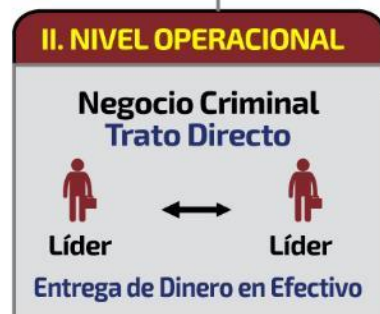 II. NIVEL OPERACIONAL
Negocio Criminal
Trato Directo
Líder Líder
Entrega de Dinero en Efectivo